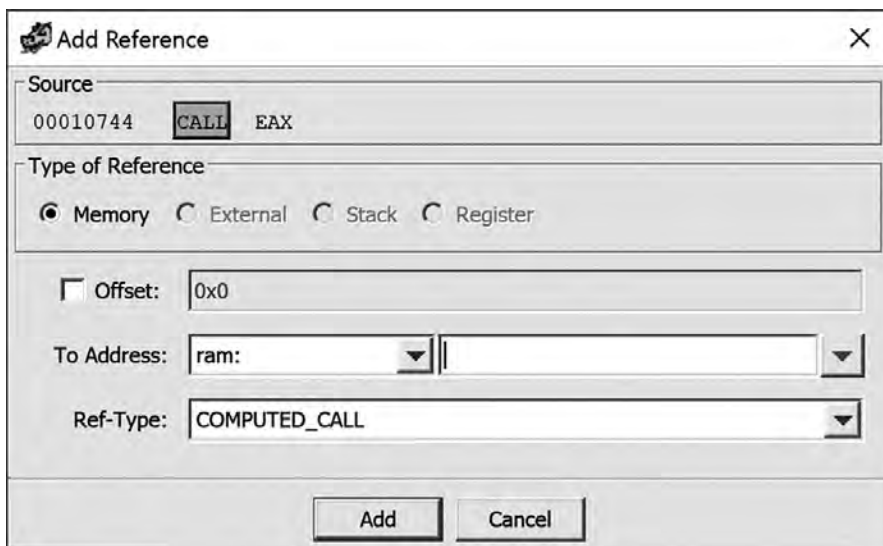 Add Reference
Source
00010744 CALL EAX
Type of Reference
Memory External Stack Register
Offset: 0x0
To Address: ram:
Ref-Type: COMPUTED_CALL
Add Cancel